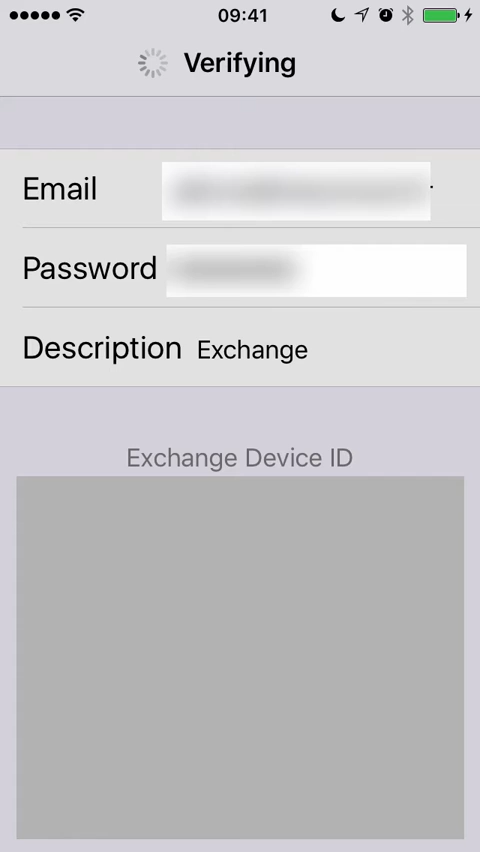 09:41
Verifying
Email
Password
Description Exchange
Exchange Device ID